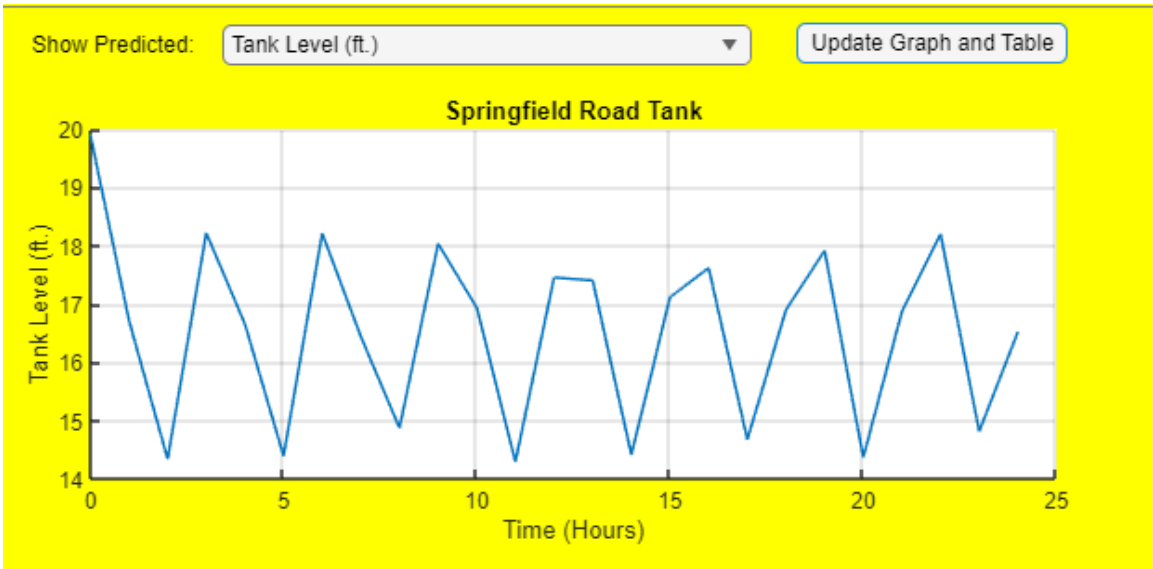 Show Predicted: Tank Level (ft.) Update Graph and Table
Springfield Road Tank
20
19
18
17
16
15
14
Tank Level (ft.)
0 5 10 15 20 25
Time (Hours)